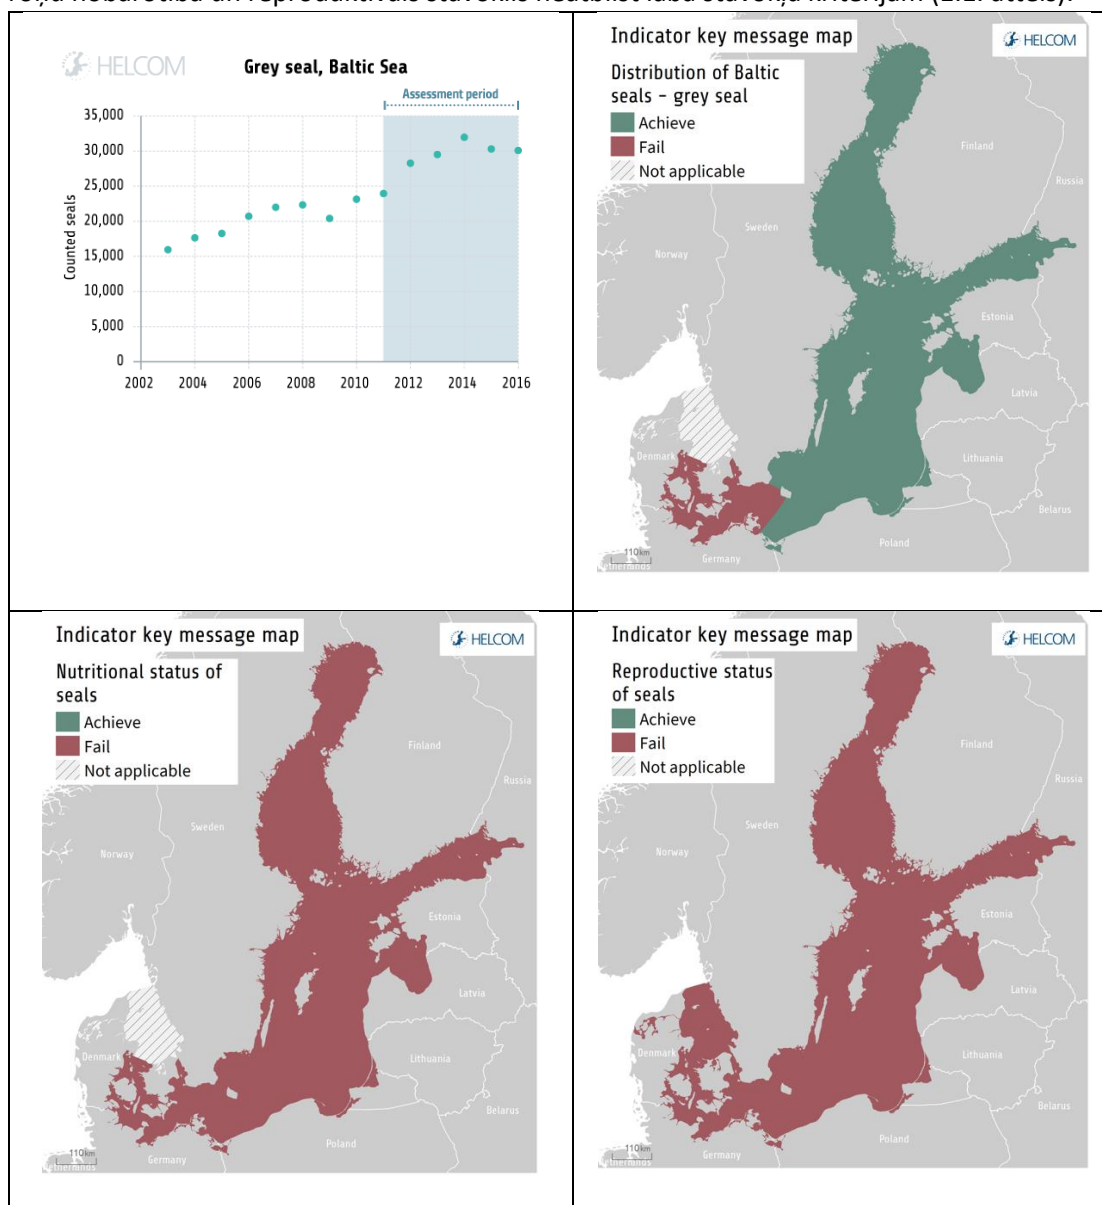 HELCOM
Grey seal, Baltic Sea
Assessment period
35,000
30,000
25,000
20,000
15,000
10,000
5,000
0
Counted seals
2002 2004 2006 2008 2010 2012 2014 2016
Indicator key message map
HELCOM
Distribution of Baltic
seals - grey seal
Achieve
Fail
Not applicable
Finland
Russia
Sweden
Norway
Estonia
Latvia
Denmark
Lithuania
Belarus
Poland
110km
Germany
Netherlands
Indicator key message map
HELCOM
Nutritional status of
seals
Achieve
Fail
Not applicable
Finland
Russia
Sweden
Norway
Estonia
Latvia
Denmark
Lithuania
Belarus
Poland
110km
Germany
Netherlands
Indicator key message map
HELCOM
Reproductive status
of seals
Achieve
Fail
Not applicable
Finland
Russia
Sweden
Norway
Estonia
Latvia
Denmark
Lithuania
Belarus
Poland
110km
Germany
Netherlands